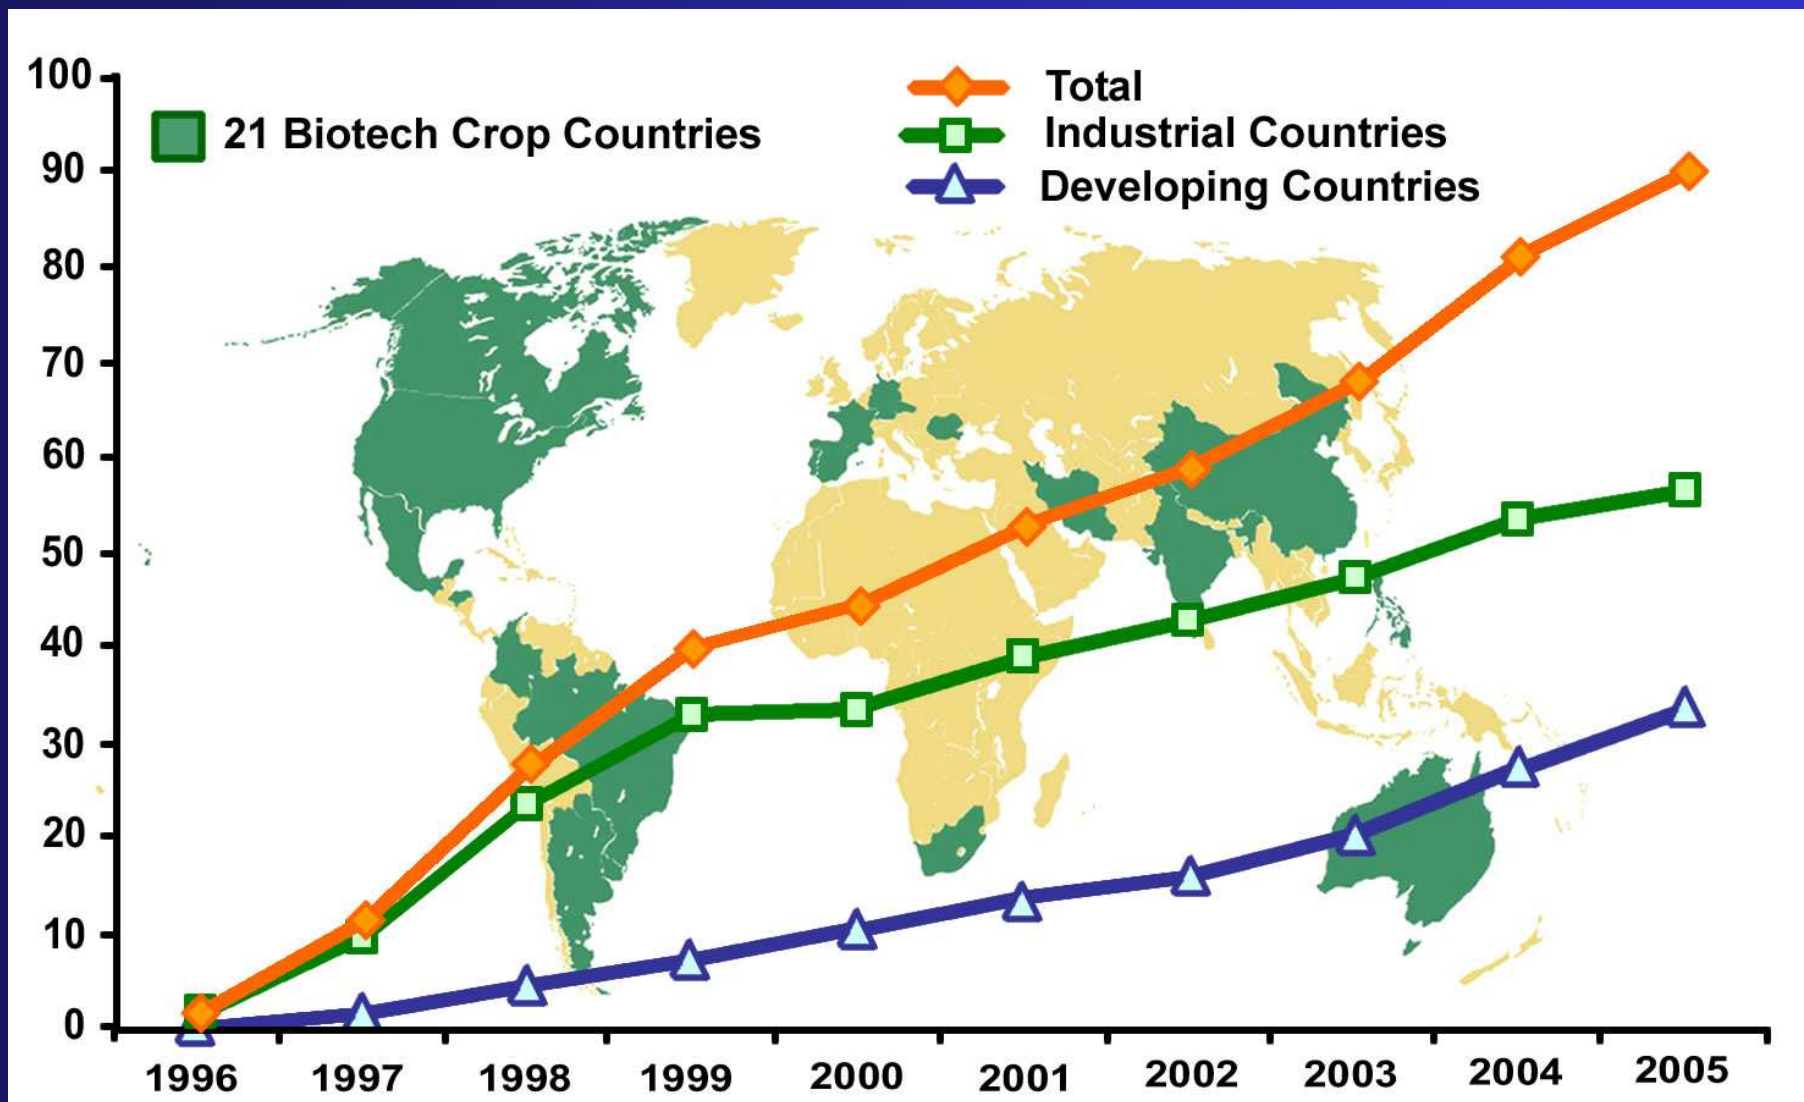 100
90
80
70
60
50
40
30
20
10
0
21 Biotech Crop Countries
Total
Industrial Countries
Developing Countries
1996 1997 1998 1999 2000 2001 2002 2003 2004 2005